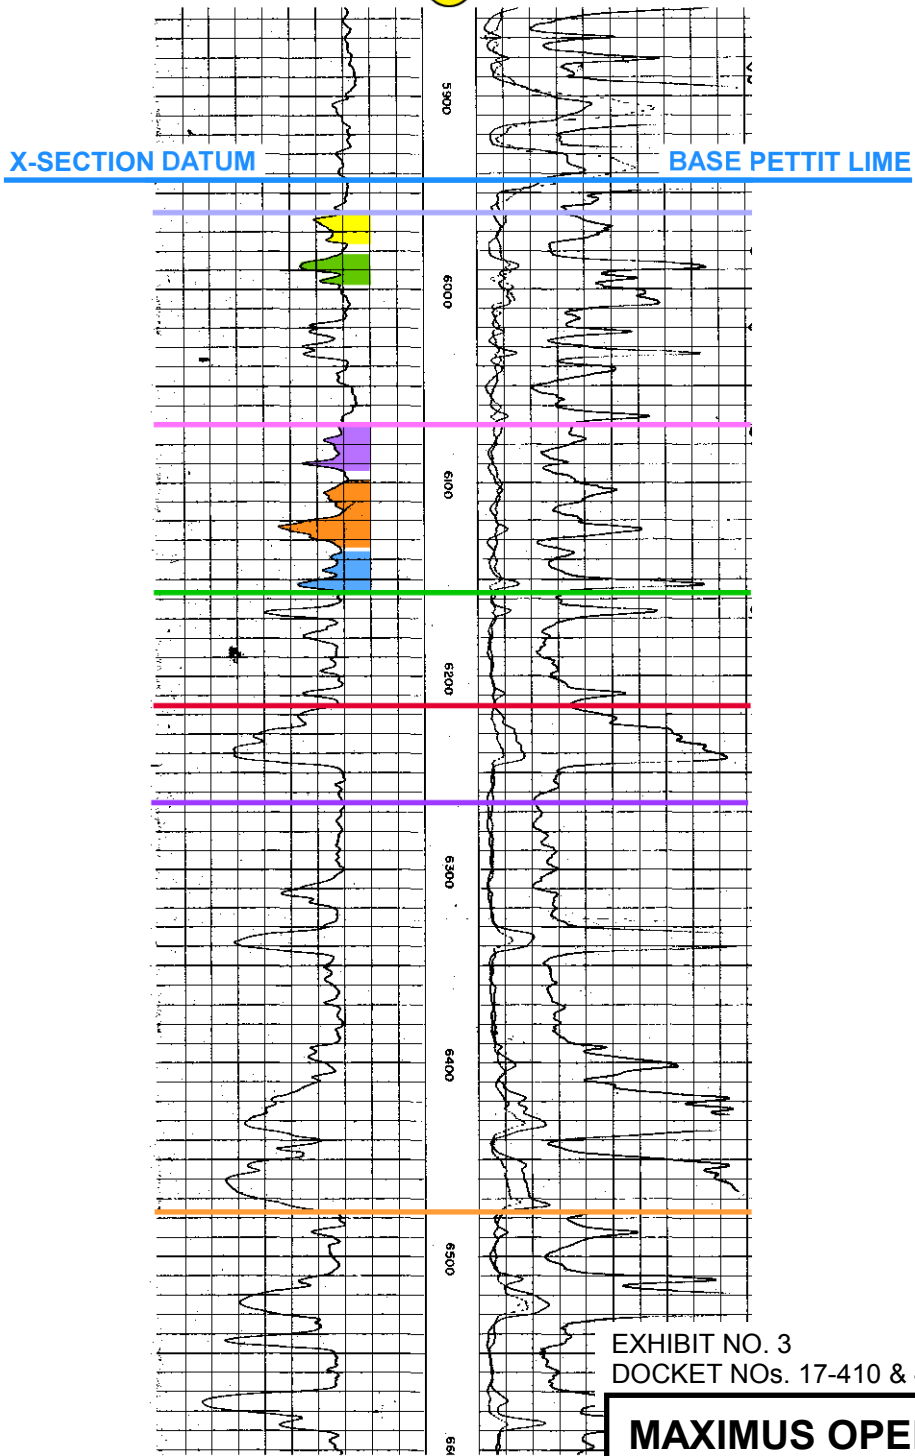 5900
X-SECTION DATUM
BASE PETTIT LIME
6000
6100
6200
6300
6400
6500
EXHIBIT NO. 3
DOCKET NOs. 17-410 &
MAXIMUS